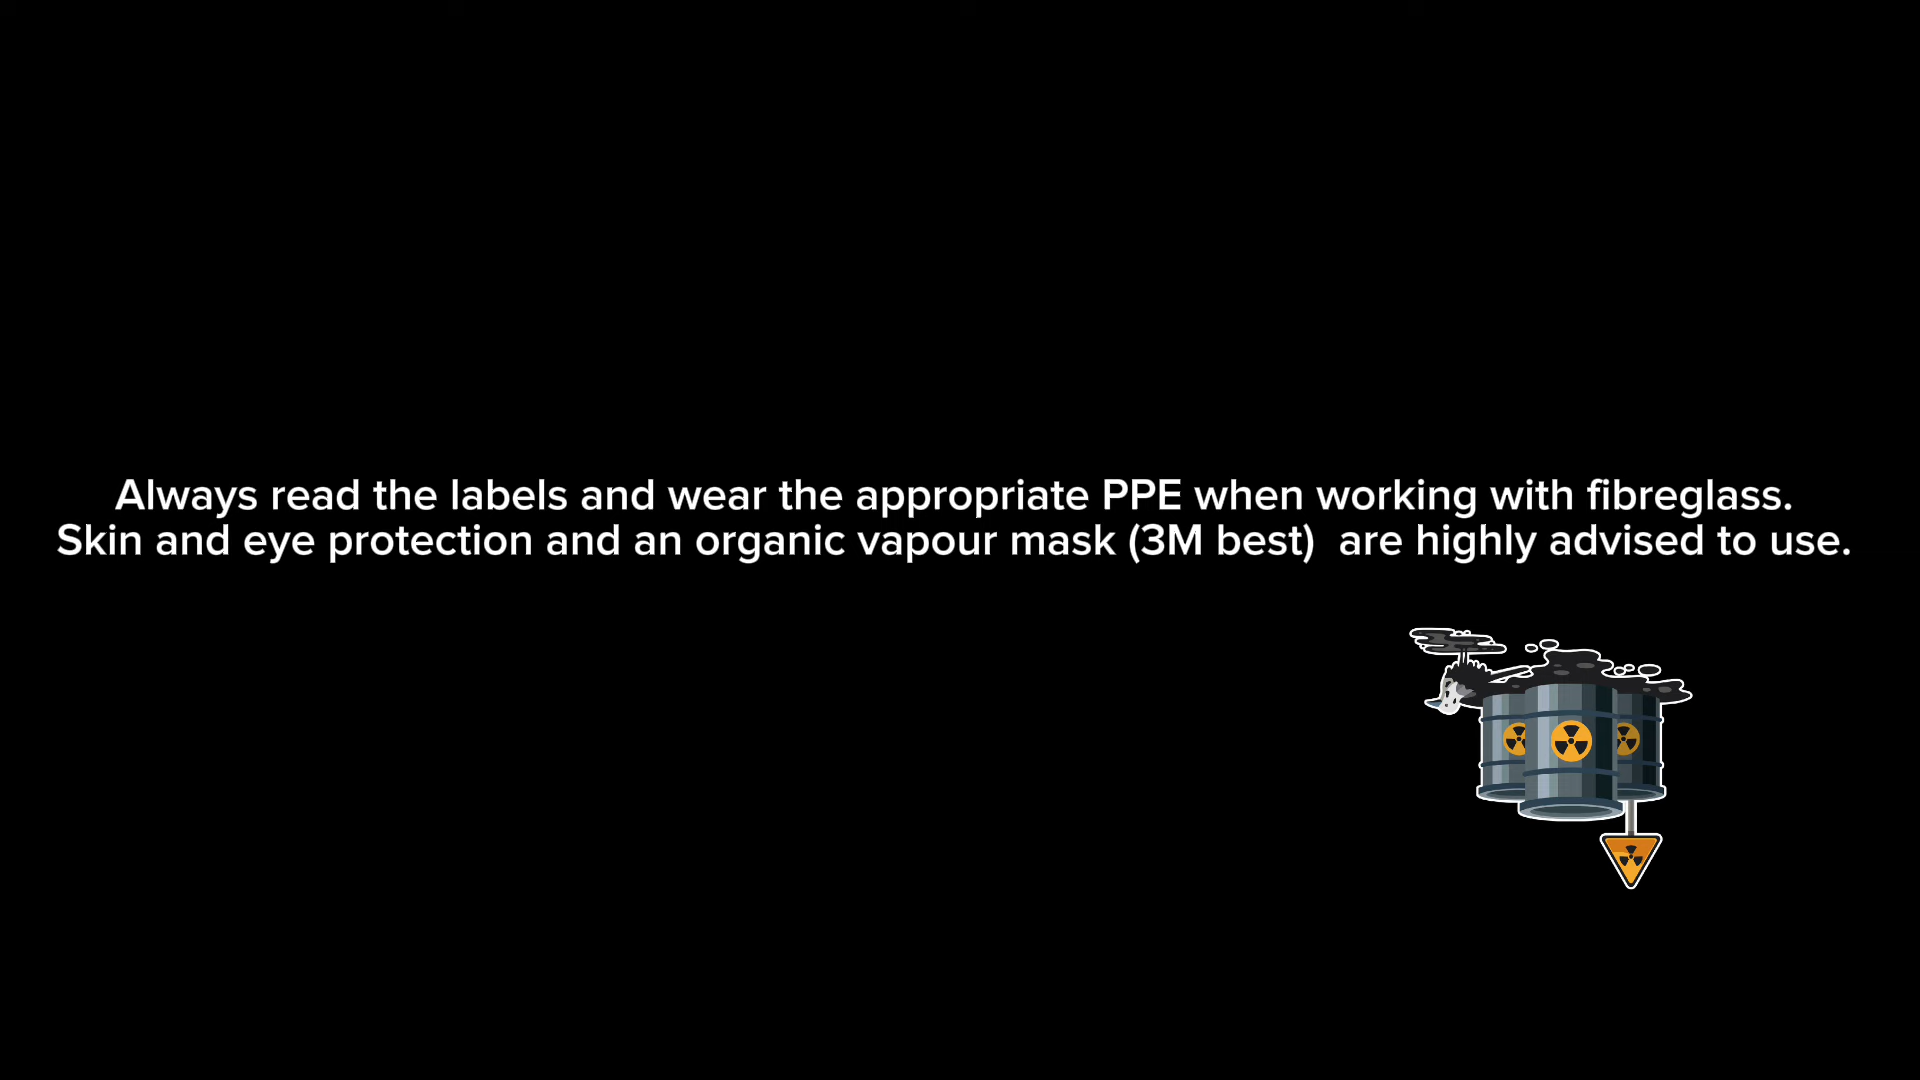 Always read the labels and wear the appropriate PPE when working with fibreglass.
Skin and eye protection and an organic vapour mask (3M best)  are highly advised to use.